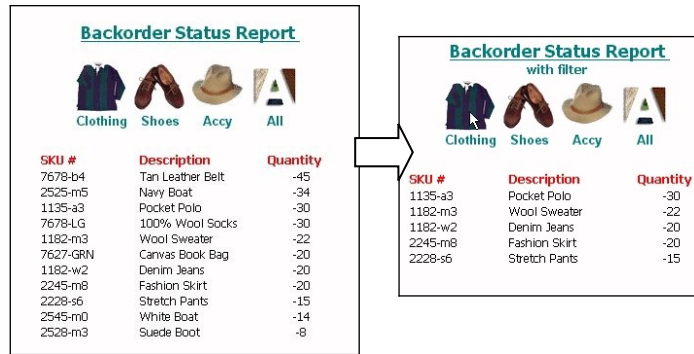 Backorder Status Report
Clothing Shoes Accy All
SKU # Description Quantity
7678-b4 Tan Leather Belt -45
2525-m5 Navy Boat -34
1135-a3 Pocket Polo -30
7678-LG 100% Wool Socks -30
1182-m3 Wool Sweater -22
7627-GRN Canvas Book Bag -20
1182-w2 Denim Jeans -20
2245-m8 Fashion Skirt -20
2228-s6 Stretch Pants -15
2545-m0 White Boat -14
2528-m3 Suede Boot -8
Backorder Status Report
with filter
Clothing Shoes Accy All
SKU # Description Quantity
1135-a3 Pocket Polo -30
1182-m3 Wool Sweater -22
1182-w2 Denim Jeans -20
2245-m8 Fashion Skirt -20
2228-s6 Stretch Pants -15